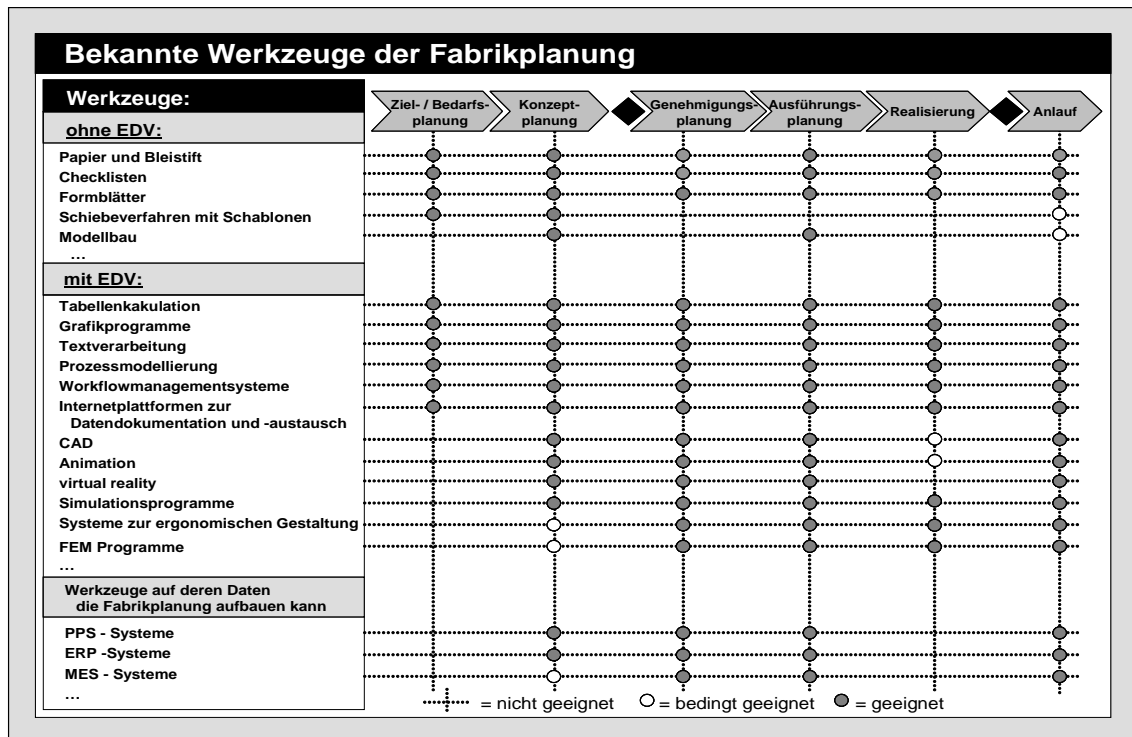 Bekannte Werkzeuge der Fabrikplanung
Werkzeuge:
Ziel- / Bedarfs-
planung
Konzept-
planung
Genehmigungs-
planung
Ausführungs-
planung
Realisierung
Anlauf
ohne EDV:
Papier und Bleistift
Checklisten
Formblätter
Schiebeverfahren mit Schablonen
Modellbau
...
mit EDV:
Tabellenkakulation
Grafikprogramme
Textverarbeitung
Prozessmodellierung
Workflowmanagementsysteme
Internetplattformen zur
Datendokumentation und -austausch
CAD
Animation
virtual reality
Simulationsprogramme
Systeme zur ergonomischen Gestaltung
FEM Programme
...
Werkzeuge auf deren Daten
die Fabrikplanung aufbauen kann
PPS - Systeme
ERP -Systeme
MES - Systeme
...
= nicht geeignet = bedingt geeignet = geeignet